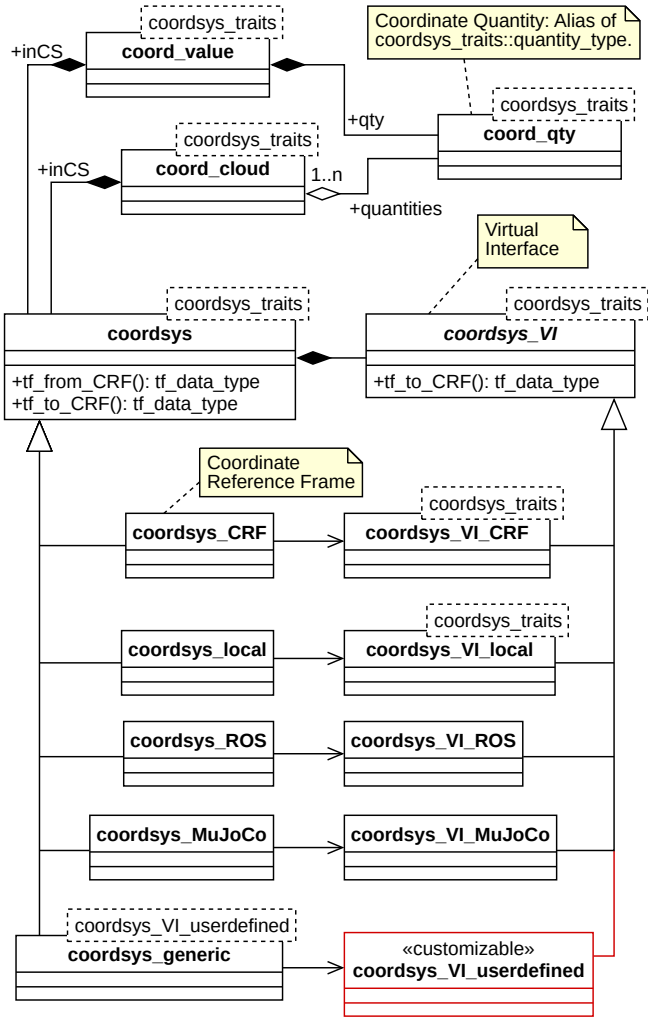 coordsys_traits
Coordinate Quantity: Alias of
coordsys_traits::quantity_type.
+inCS
coord_value
coordsys_traits
+qty
coord_qty
coordsys_traits
+inCS
coord_cloud
1..n
+quantities
Virtual
Interface
coordsys_traits
coordsys
+tf_from_CRF(): tf_data_type
+tf_to_CRF(): tf_data_type
coordsys_traits
coordsys_VI
+tf_to_CRF(): tf_data_type
Coordinate
Reference Frame
coordsys_CRF
coordsys_traits
coordsys_VI_CRF
coordsys_local
coordsys_traits
coordsys_VI_local
coordsys_ROS
coordsys_VI_ROS
coordsys_MuJoCo
coordsys_VI_MuJoCo
coordsys_VI_userdefined
coordsys_generic
«customizable»
coordsys_VI_userdefined